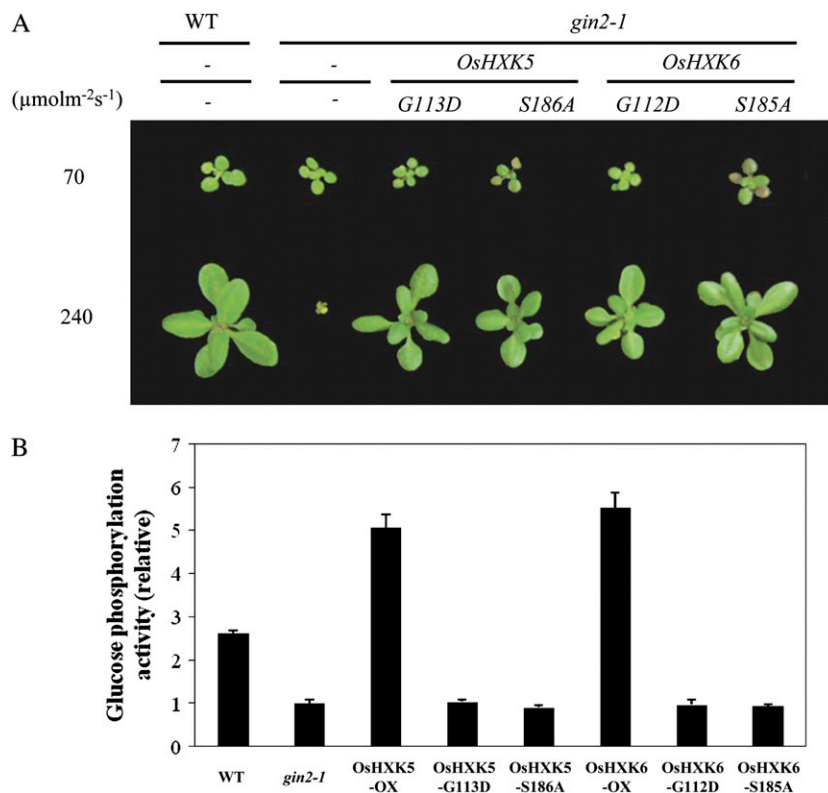 A
WT gin2-1
- - OsHXK5 OsHXK6
(μmolm-2s-1) - - G113D S186A G112D S185A
70
240
B
Glucose phosphorylation
activity (relative)
7
6
5
4
3
2
1
0
WT gin2-1 OsHXK5 -OX OsHXK5 -G113D OsHXK5 -S186A OsHXK6 -OX OsHXK6 -G112D OsHXK6 -S185A